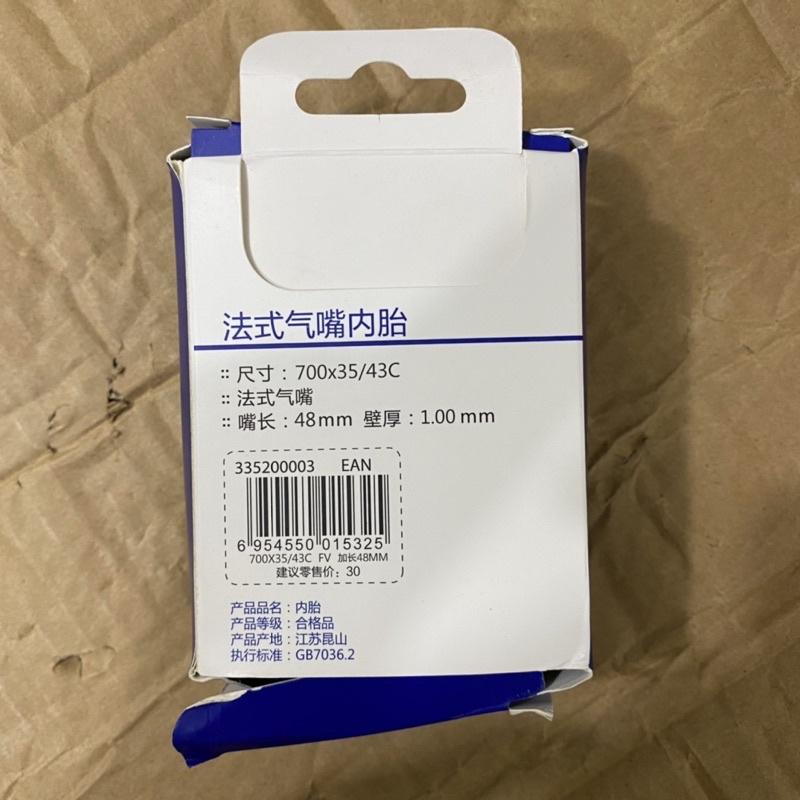 法式气嘴内胎
:: 尺寸：700x35/43C
:: 法式气嘴
:: 嘴长：48mm 壁厚：1.00 mm
335200003 EAN
6 954550 015325
700X35/43C FV 加长48MM
建议零售价：30
产品品名：内胎
产品等级：合格品
产品产地：江苏昆山
执行标准：GB7036.2